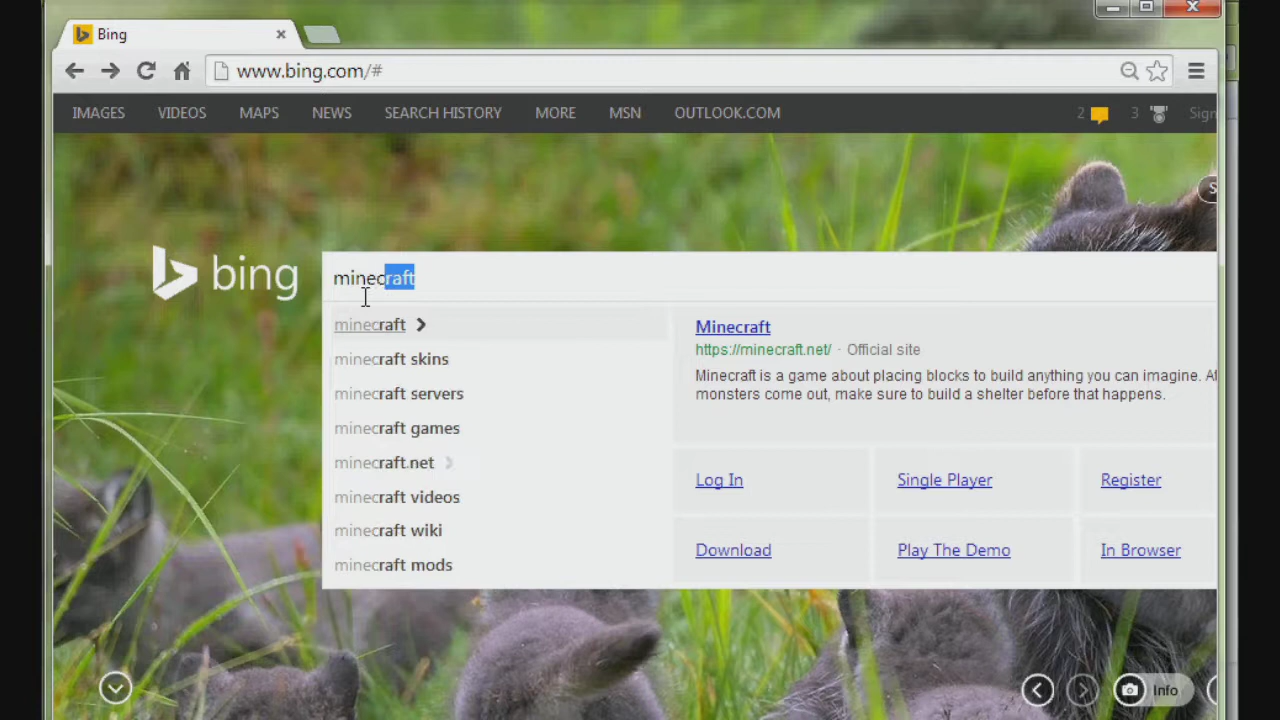 Bing
www.bing.com/#
IMAGES VIDEOS MAPS NEWS SEARCH HISTORY MORE MSN OUTLOOK.COM 2 3 Sign
bing
minecraft
minecraft
minecraft skins
minecraft servers
minecraft games
minecraft.net
minecraft videos
minecraft wiki
minecraft mods
Minecraft
https://minecraft.net/ · Official site
Minecraft is a game about placing blocks to build anything you can imagine.
monsters come out, make sure to build a shelter before that happens.
Log In Single Player Register
Download Play The Demo In Browser
Info